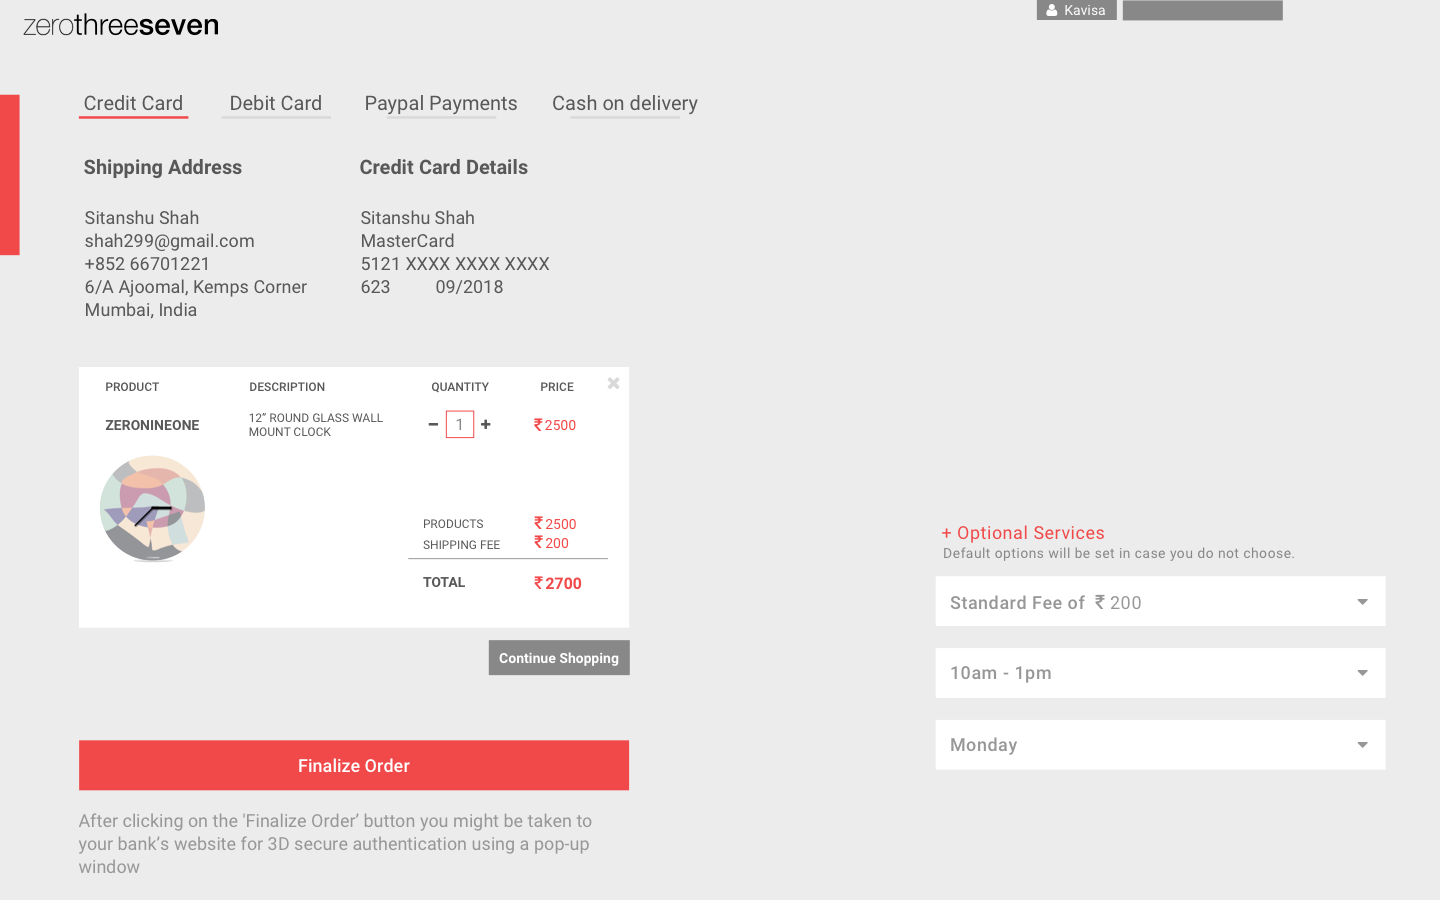 zerothreeseven
Kavisa
Credit Card
Debit Card
Paypal Payments
Cash on delivery
Shipping Address
Sitanshu Shah
shah299@gmail.com
+852 66701221
6/A Ajoomal, Kemps Corner
Mumbai, India
Credit Card Details
Sitanshu Shah
MasterCard
5121 XXXX XXXX XXXX
623 09/2018
PRODUCT DESCRIPTION QUANTITY PRICE
ZERONINEONE
12” ROUND GLASS WALL
MOUNT CLOCK
− 1 +
₹ 2500
PRODUCTS ₹ 2500
SHIPPING FEE ₹ 200
TOTAL ₹ 2700
Continue Shopping
Finalize Order
After clicking on the 'Finalize Order’ button you might be taken to
your bank’s website for 3D secure authentication using a pop-up
window
+ Optional Services
Default options will be set in case you do not choose.
Standard Fee of ₹ 200
10am - 1pm
Monday